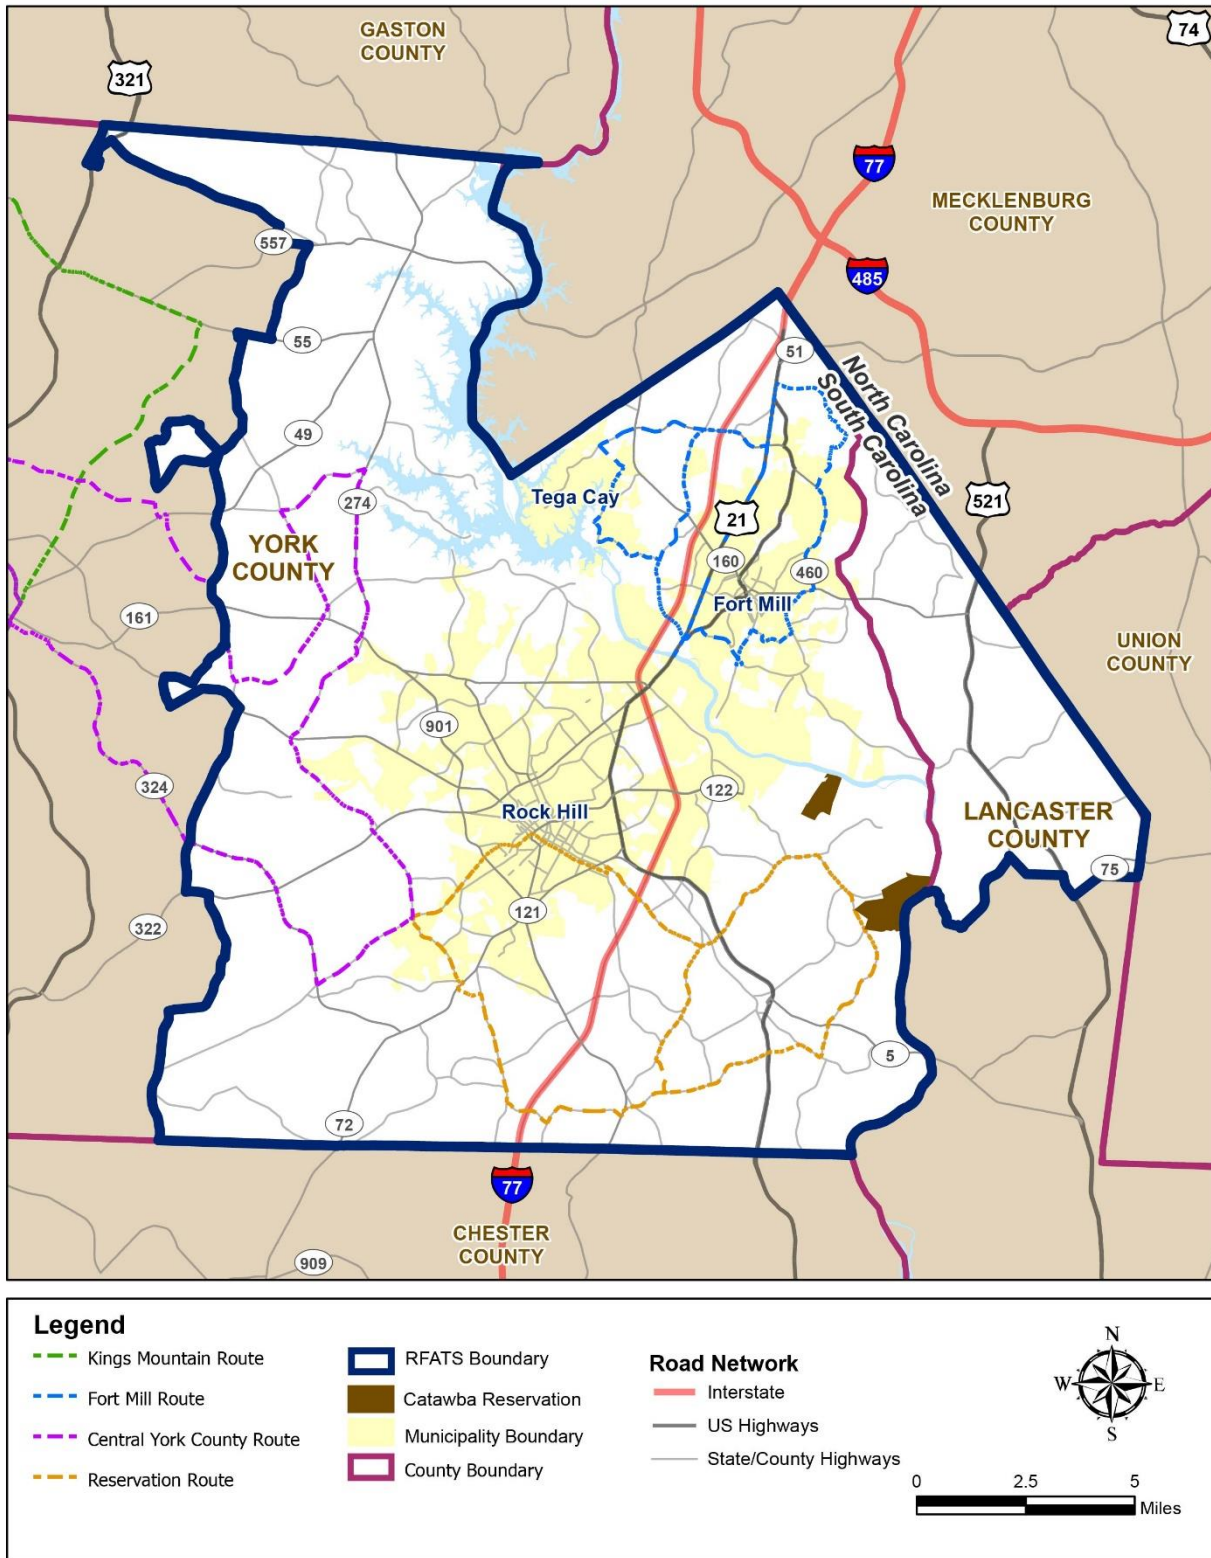 GASTON
COUNTY
74
321
77
MECKLENBURG
COUNTY
557
485
55
51
North Carolina
South Carolina
49
274
Tega Cay
521
21
YORK
COUNTY
160
460
Fort Mill
161
UNION
COUNTY
901
324
122
Rock Hill
LANCASTER
COUNTY
75
121
322
5
72
77
CHESTER
COUNTY
909
Legend
Kings Mountain Route
Fort Mill Route
Central York County Route
Reservation Route
RFATS Boundary
Catawba Reservation
Municipality Boundary
County Boundary
Road Network
Interstate
US Highways
State/County Highways
N
W E
S
0 2.5 5
Miles